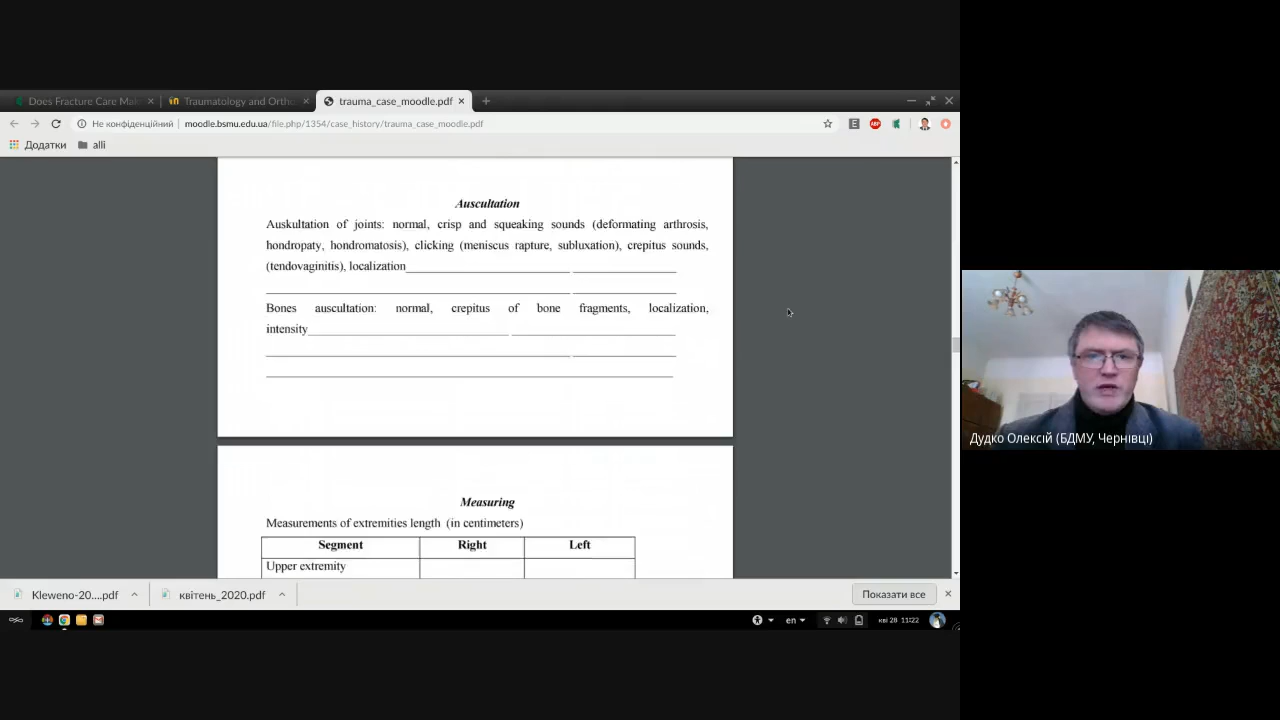 Does Fracture Care Mal
Traumatology and Orth
trauma_case_moodle.pdf
Не конфіденційний
moodle.bsmu.edu.ua/file.php/1354/case_history/trauma_case_moodle.pdf
E
ABP
Додатки
alli
Auscultation
Auskultation of joints: normal, crisp and squeaking sounds (deformating arthrosis,
hondropaty, hondromatosis), clicking (meniscus rapture, subluxation), crepitus sounds,
(tendovaginitis), localization
Bones auscultation: normal, crepitus of bone fragments, localization,
intensity
Measuring
Measurements of extremities length (in centimeters)
Segment Right Left
Upper extremity
Дудко Олексій (БДМУ, Чернівці)
Kleweno-20....pdf
квітень_2020.pdf
Показати все
en
кві 28 11:22